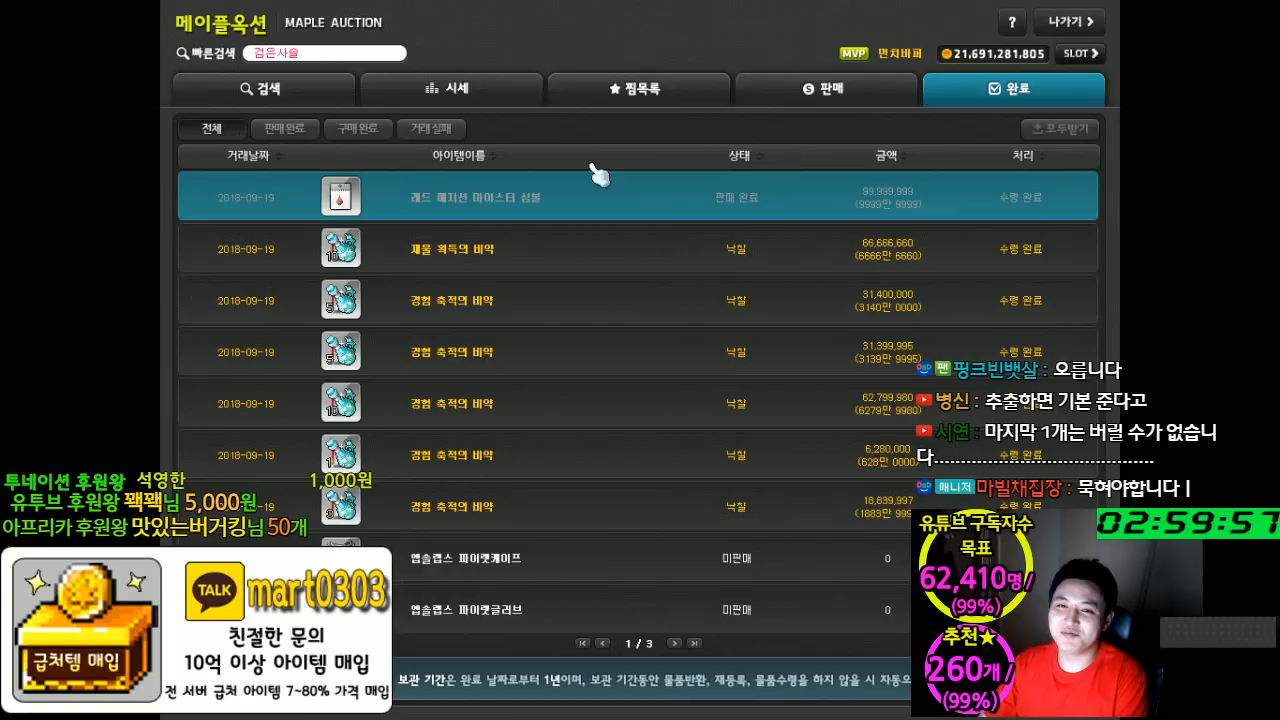 메이플옥션 MAPLE AUCTION ? 나가기
빠른검색 검은사슬 MVP 먼치바퍼 21,691,281,805 SLOT
검색 시세 찜목록 판매 완료
전체 판매 완료 구매 완료 거래 실패 모두받기
거래날짜 아이템이름 상태 금액 처리
2018-09-19 레드 매지션 마이스터 심볼 판매 완료 99,999,999 수령 완료
(9999만 9999)
2018-09-19 10 재물 획득의 비약 낙찰 66,666,660 수령 완료
(6666만 6660)
2018-09-19 5 경험 축적의 비약 낙찰 31,400,000 수령 완료
(3140만 0000)
2018-09-19 5 경험 축적의 비약 낙찰 31,399,995 수령 완료
(3139만 9995)
핑크빈뱃살 : 오릅니다
2018-09-19 10 경험 축적의 비약 낙찰 62,799,980
(6279만 9980)
병신 : 추출하면 기본 준다고
시연 : 마지막 1개는 버릴 수가 없습니
다......................................
2018-09-19 1 경험 축적의 비약 낙찰 6,280,000 수령 완료
(628만 0000)
매니저 마빌채집장 : 묵혀야합니다 |
투네이션 후원왕 석영한 1,000원
유튜브 후원왕 꽥꽥님 5,000원
아프리카 후원왕 맛있는버거킹님 50개
3 경험 축적의 비약 낙찰 18,839,997
앱솔랩스 파이렛케이프 미판매 0
앱솔랩스 파이렛글러브 미판매 0
1 / 3
보관 기간은 완료 날짜로부터 1년이며, 보관 기간동안 물품반환, 재등록, 물품수령을 하지 않을 시 자동으
02:59:57
유튜브 구독자수
목표
62,410명 /
(99%)
추천★
260개 /
(99%)
급처템 매입
TALK mart0303
친절한 문의
10억 이상 아이템 매입
전 서버 급처 아이템 7~80% 가격 매입